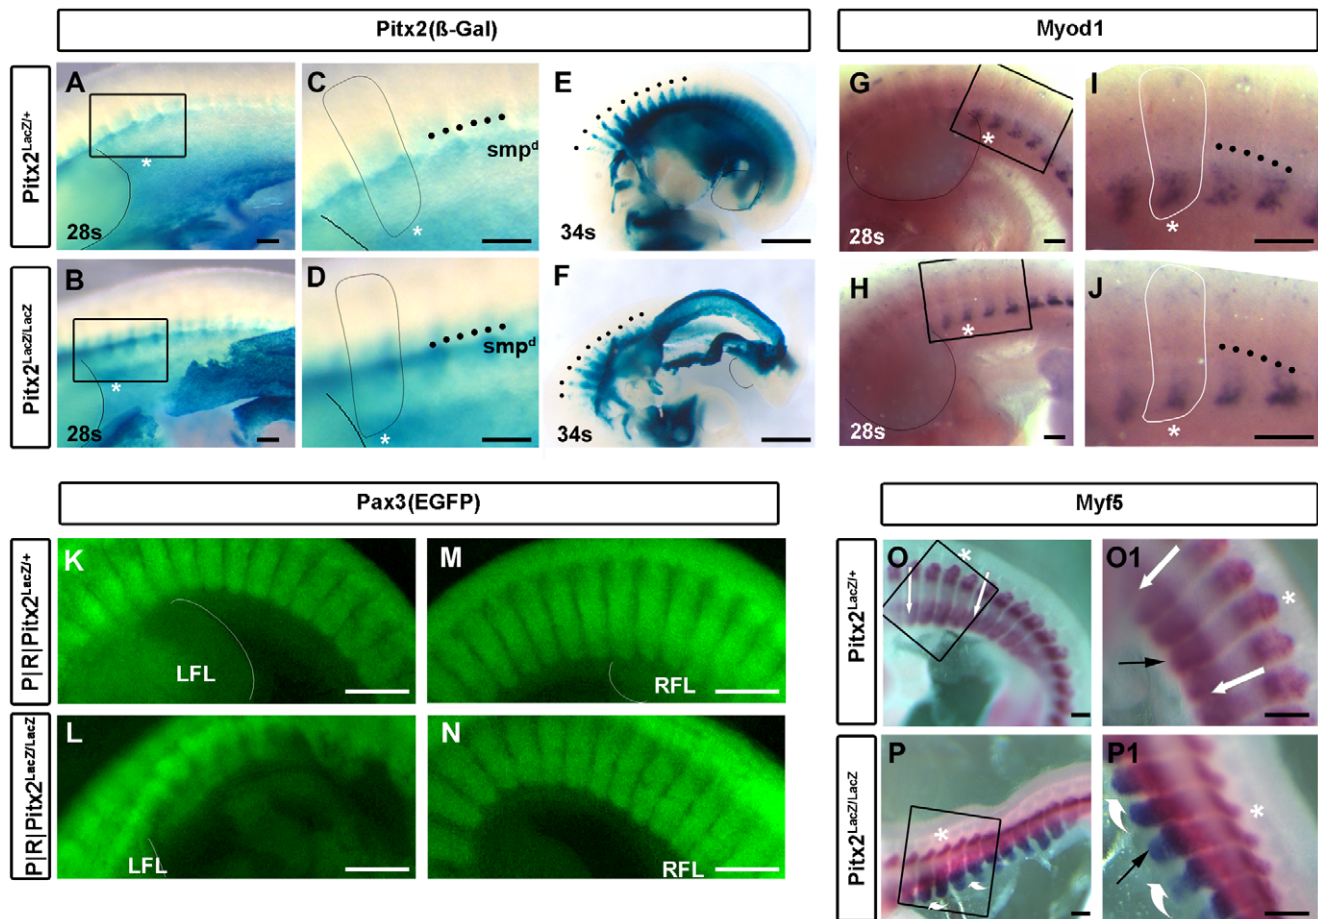 Pitx2(ß-Gal)
Myod1
Pitx2LacZ/+
A
28s
*
C
smpd
*
E
34s
G
28s
*
I
*
Pitx2LacZ/LacZ
B
28s
*
D
smpd
*
F
34s
H
28s
*
J
*
Pax3(EGFP)
Myf5
P|R|Pitx2LacZ/+
K
LFL
M
RFL
Pitx2LacZ/+
O
*
O1
*
P|R|Pitx2LacZ/LacZ
L
LFL
N
RFL
Pitx2LacZ/LacZ
P
*
P1
*